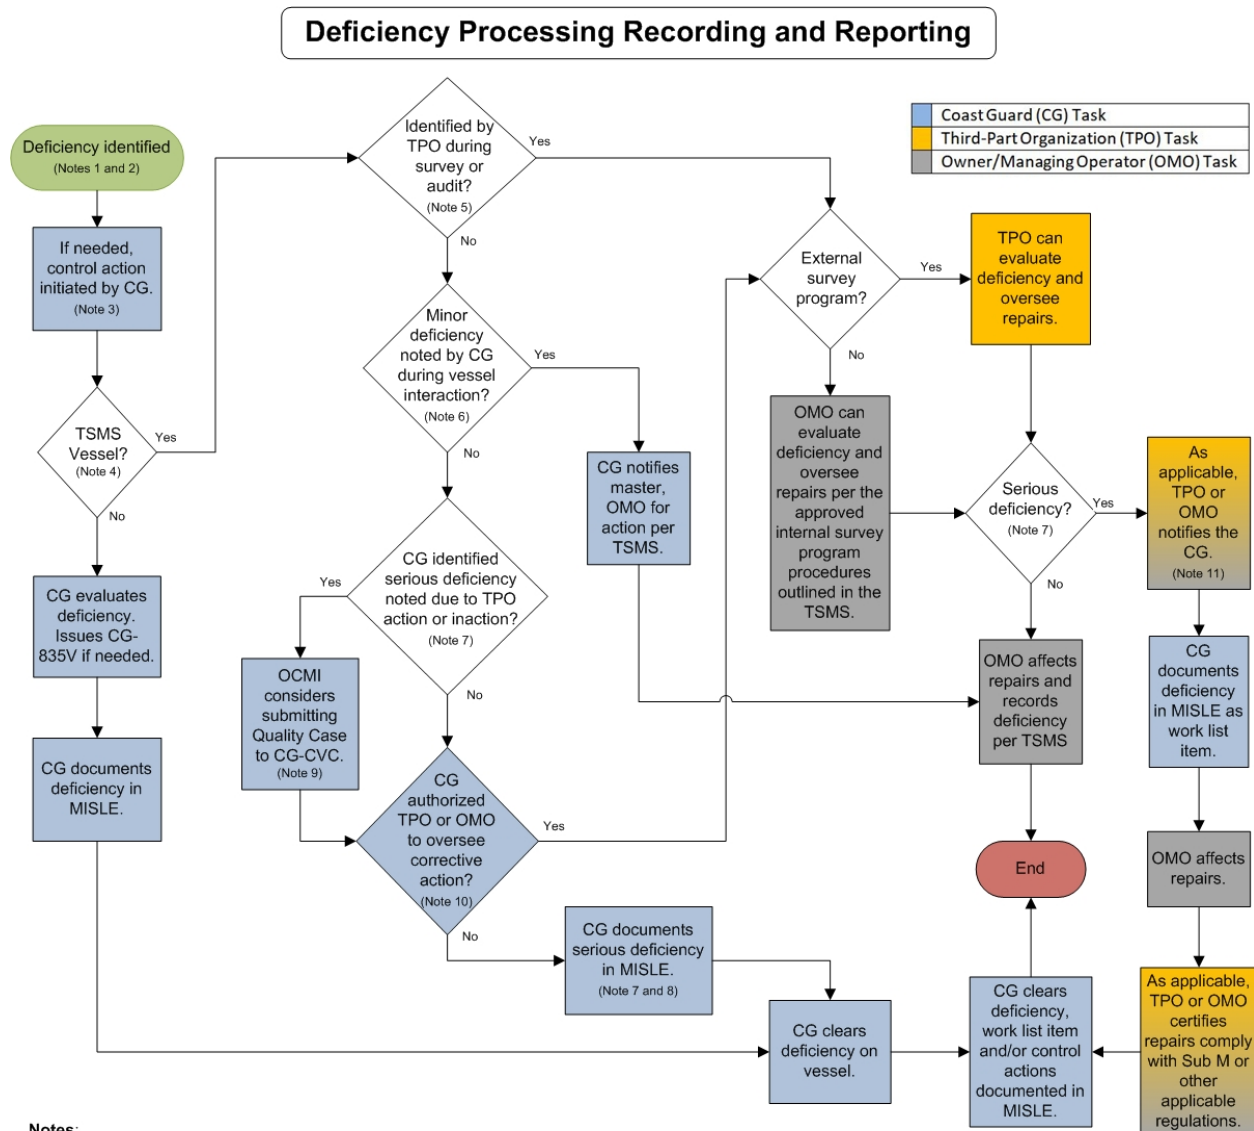 Deficiency Processing Recording and Reporting
Coast Guard (CG) Task
Third-Part Organization (TPO) Task
Owner/Managing Operator (OMO) Task
Deficiency identified
(Notes 1 and 2)
If needed,
control action
initiated by CG.
(Note 3)
TSMS
Vessel?
(Note 4)
Yes
No
CG evaluates
deficiency.
Issues CG-
835V if needed.
CG documents
deficiency in
MISLE.
Identified by
TPO during
survey or
audit?
(Note 5)
Yes
No
Minor
deficiency
noted by CG
during vessel
interaction?
(Note 6)
Yes
No
CG notifies
master,
OMO for
action per
TSMS.
CG identified
serious deficiency
noted due to TPO
action or inaction?
(Note 7)
Yes
No
OCMI
considers
submitting
Quality Case
to CG-CVC.
(Note 9)
CG
authorized
TPO or OMO
to oversee
corrective
action?
(Note 10)
Yes
No
CG documents
serious deficiency
in MISLE.
(Note 7 and 8)
CG clears
deficiency on
vessel.
External
survey
program?
Yes
No
TPO can
evaluate
deficiency and
oversee
repairs.
OMO can
evaluate
deficiency and
oversee
repairs per the
approved
internal survey
program
procedures
outlined in the
TSMS.
Serious
deficiency?
(Note 7)
Yes
No
As
applicable,
TPO or
OMO
notifies the
CG.
(Note 11)
OMO affects
repairs and
records
deficiency
per TSMS
CG
documents
deficiency
in MISLE as
work list
item.
End
OMO affects
repairs.
CG clears
deficiency,
work list item
and/or control
actions
documented in
MISLE.
As applicable,
TPO or OMO
certifies
repairs comply
with Sub M or
other
applicable
regulations.
Notes: